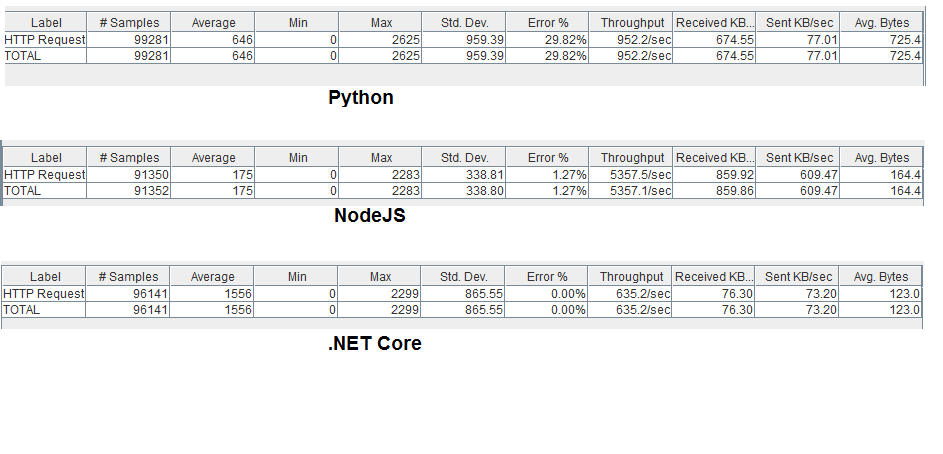 Label # Samples Average Min Max Std. Dev. Error % Throughput Received KB... Sent KB/sec Avg. Bytes
HTTP Request 99281 646 0 2625 959.39 29.82% 952.2/sec 674.55 77.01 725.4
TOTAL 99281 646 0 2625 959.39 29.82% 952.2/sec 674.55 77.01 725.4
Python
Label # Samples Average Min Max Std. Dev. Error % Throughput Received KB... Sent KB/sec Avg. Bytes
HTTP Request 91350 175 0 2283 338.81 1.27% 5357.5/sec 859.92 609.47 164.4
TOTAL 91352 175 0 2283 338.80 1.27% 5357.1/sec 859.86 609.47 164.4
NodeJS
Label # Samples Average Min Max Std. Dev. Error % Throughput Received KB... Sent KB/sec Avg. Bytes
HTTP Request 96141 1556 0 2299 865.55 0.00% 635.2/sec 76.30 73.20 123.0
TOTAL 96141 1556 0 2299 865.55 0.00% 635.2/sec 76.30 73.20 123.0
.NET Core